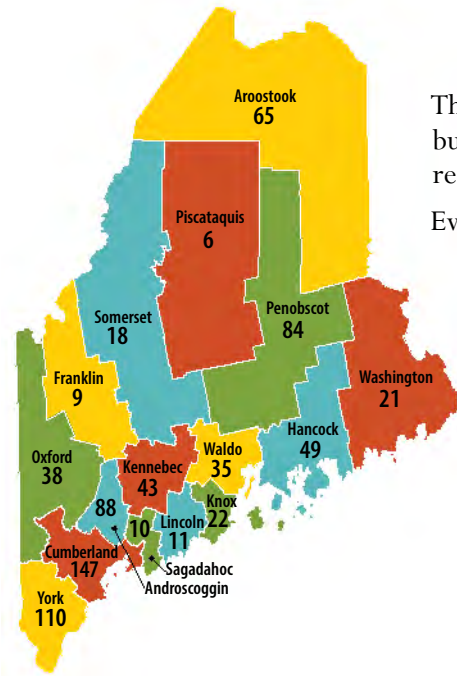 Aroostook
65
Th
bu
re
Ev
Piscataquis
6
Penobscot
84
Somerset
18
Washington
21
Franklin
9
Hancock
49
Waldo
35
Oxford
38
Kennebec
43
Knox
22
88
10
Lincoln
11
Cumberland
147
Sagadahoc
Androscoggin
York
110